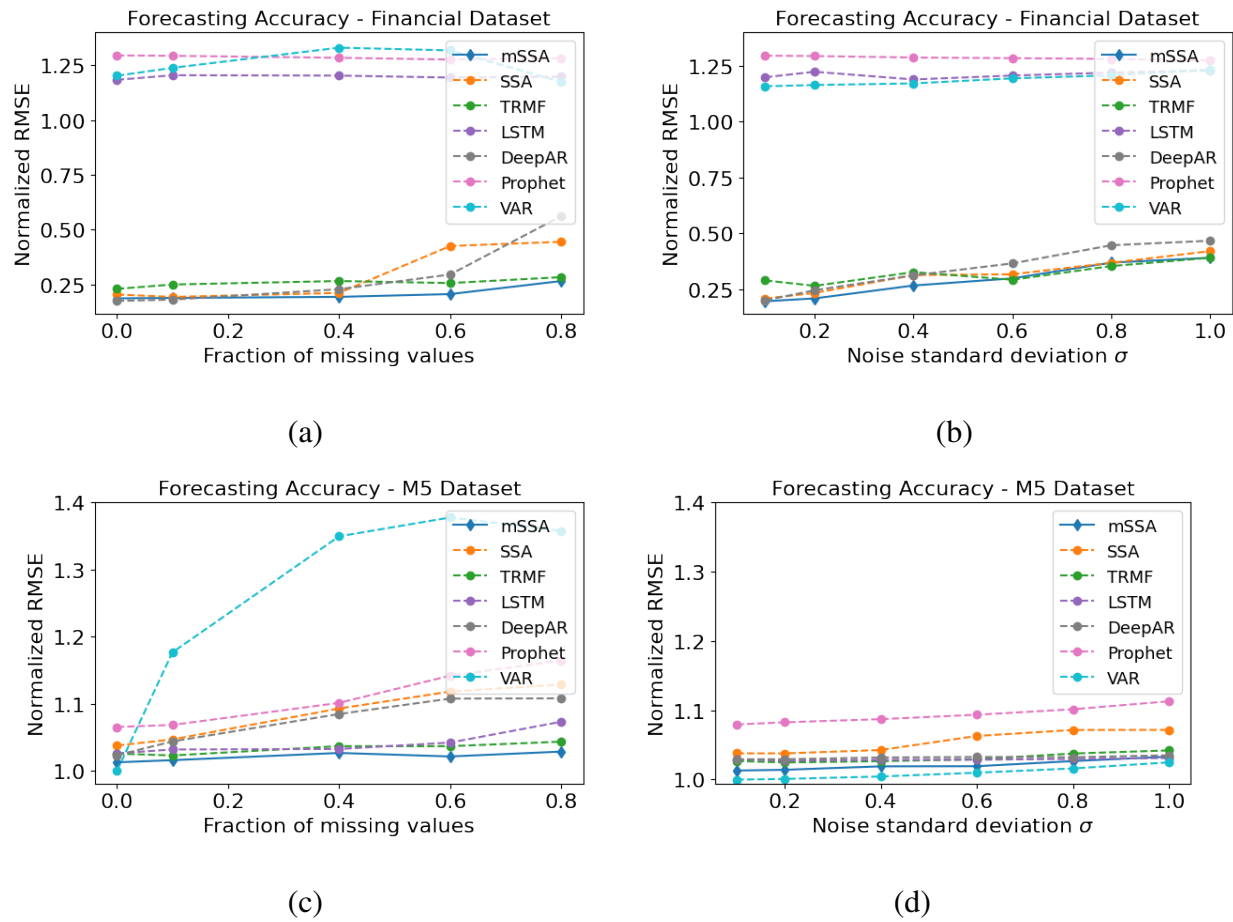 Forecasting Accuracy - Financial Dataset
Normalized RMSE
1.25
1.00
0.75
0.50
0.25
0.0
0.2
0.4
0.6
0.8
Fraction of missing values
mSSA
SSA
TRMF
LSTM
DeepAR
Prophet
VAR
(a)
Forecasting Accuracy - Financial Dataset
Normalized RMSE
1.25
1.00
0.75
0.50
0.25
0.2
0.4
0.6
0.8
1.0
Noise standard deviation σ
mSSA
SSA
TRMF
LSTM
DeepAR
Prophet
VAR
(b)
Forecasting Accuracy - M5 Dataset
Normalized RMSE
1.4
1.3
1.2
1.1
1.0
0.0
0.2
0.4
0.6
0.8
Fraction of missing values
mSSA
SSA
TRMF
LSTM
DeepAR
Prophet
VAR
(c)
Forecasting Accuracy - M5 Dataset
Normalized RMSE
1.4
1.3
1.2
1.1
1.0
0.2
0.4
0.6
0.8
1.0
Noise standard deviation σ
mSSA
SSA
TRMF
LSTM
DeepAR
Prophet
VAR
(d)